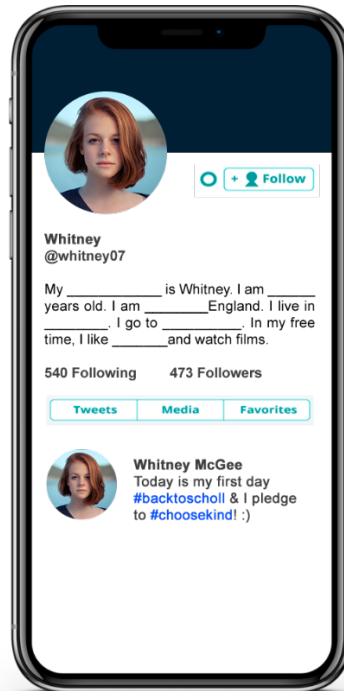 + Follow
Whitney
@whitney07
My _____________ is Whitney. I am ______
years old. I am ________England. I live in
________. I go to __________. In my free
time, I like _______and watch films.
540 Following 473 Followers
Tweets Media Favorites
Whitney McGee
Today is my first day
#backtoscholl & I pledge
to #choosekind! :)